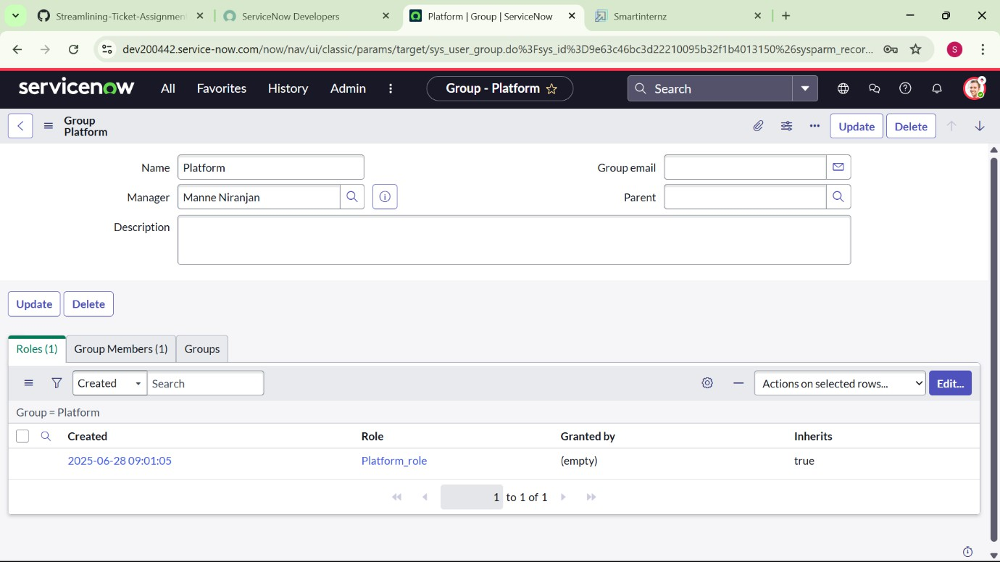 Streamlining-Ticket-Assignmen
ServiceNow Developers
Platform | Group | ServiceNow
Smartinternz
dev200442.service-now.com/now/nav/ui/classic/params/target/sys_user_group.do%3Fsys_id%3D9e63c46bc3d22210095b32f1b4013150%26sysparm_recor...
S
servicenow
All
Favorites
History
Admin
Group - Platform
Search
Group
Platform
Update
Delete
Name
Platform
Group email
Manager
Manne Niranjan
Parent
Description
Update
Delete
Roles (1)
Group Members (1)
Groups
Created
Search
Actions on selected rows...
Edit...
Group = Platform
Created
Role
Granted by
Inherits
2025-06-28 09:01:05
Platform_role
(empty)
true
1 to 1 of 1